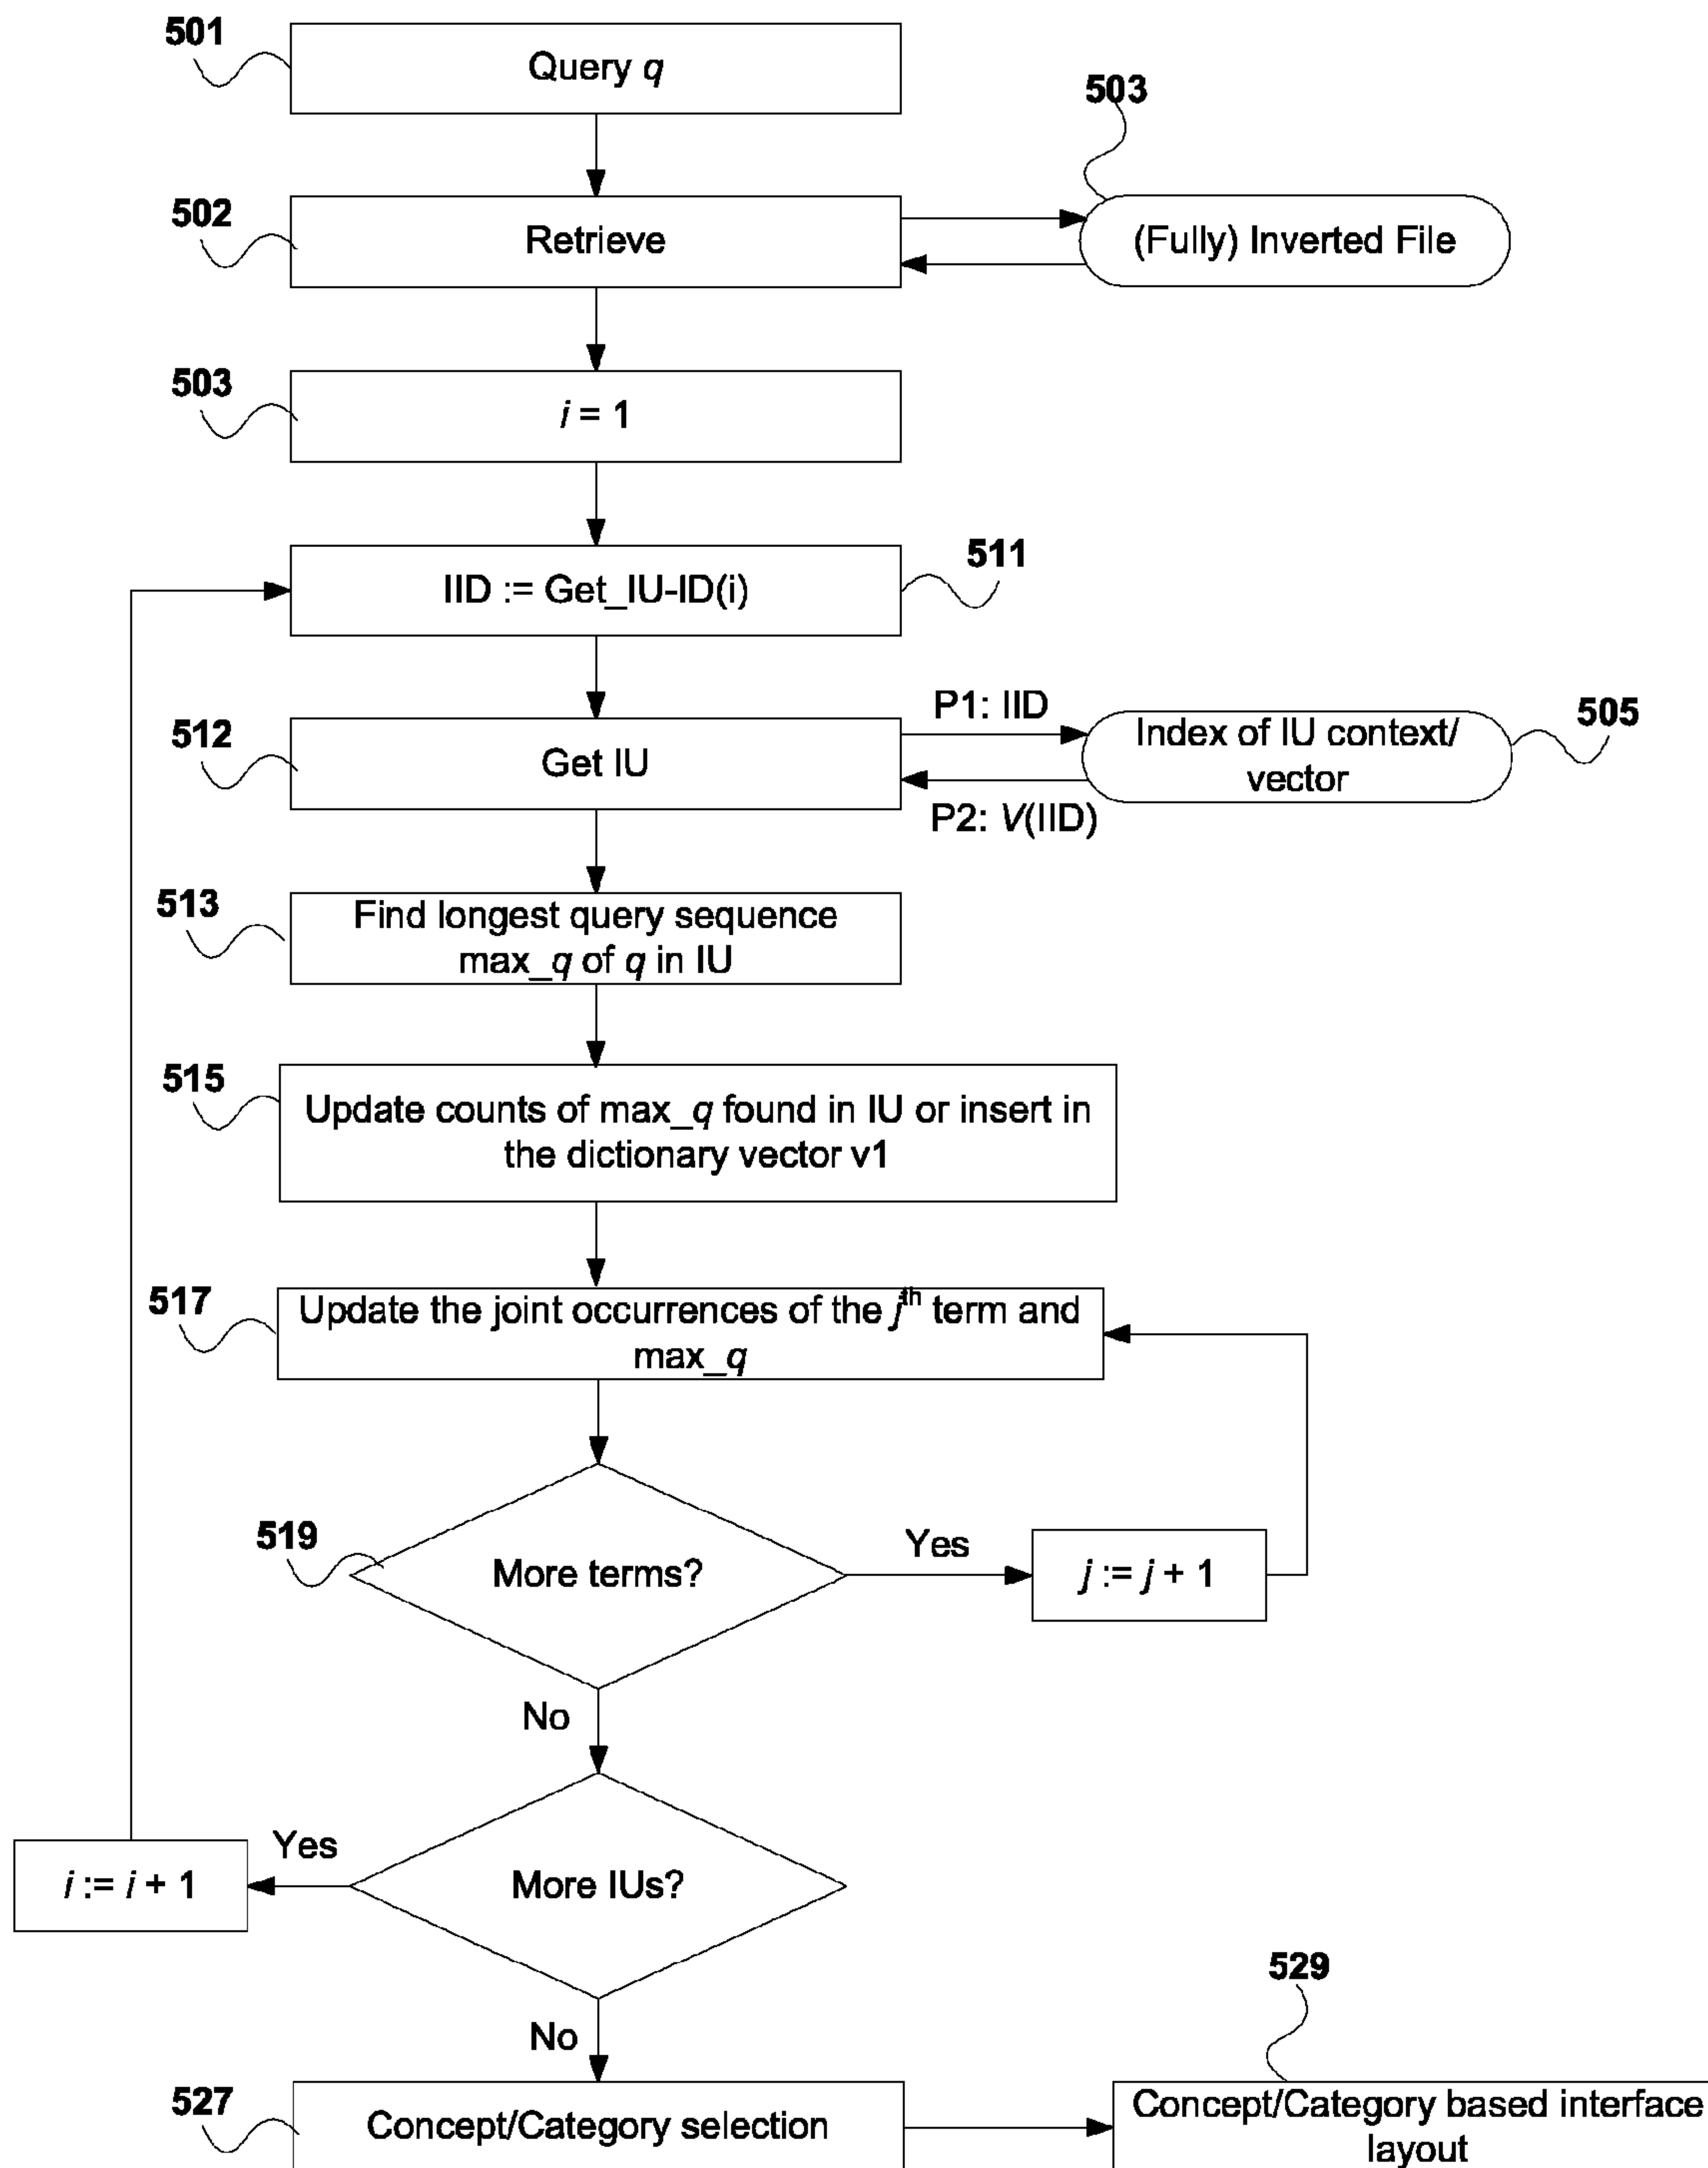 501
Query q
503
502
Retrieve
(Fully) Inverted File
503
i = 1
511
IID := Get_IU-ID(i)
P1: IID
505
512
Get IU
Index of IU context/
vector
P2: V(IID)
513
Find longest query sequence
max_q of q in IU
515
Update counts of max_q found in IU or insert in
the dictionary vector v1
517
Update the joint occurrences of the jth term and
max_q
519
More terms?
Yes
j := j + 1
No
Yes
i := i + 1
More IUs?
529
No
527
Concept/Category selection
Concept/Category based interface
layout